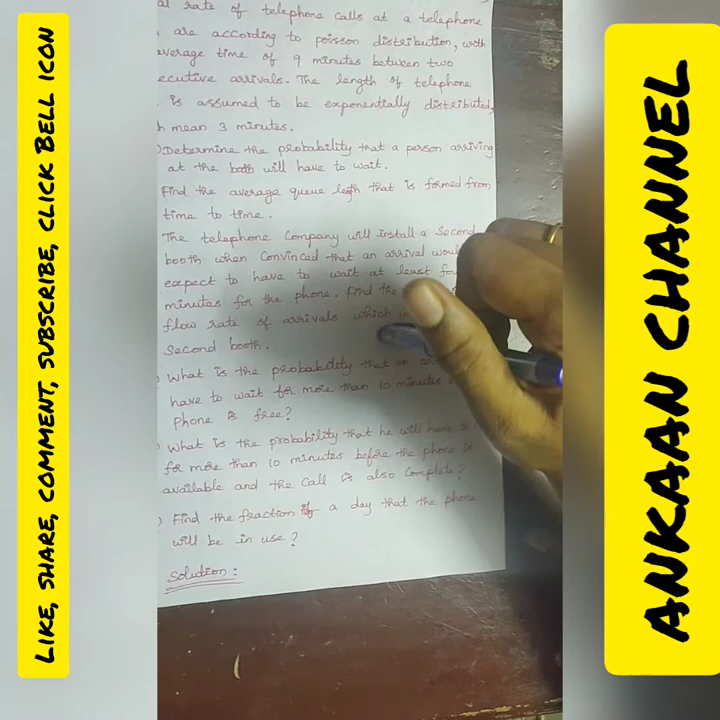 LIKE, SHARE, COMMENT, SUBSCRIBE, CLICK BELL ICON
al rate of telephone calls at a telephone
are according to poisson distribution, with
average time of 9 minutes between two
ecutive arrivals. The length of telephone
is assumed to be exponentially distributed,
h mean 3 minutes.
)Determine the probability that a person arriving
at the booth will have to wait.
Find the average queue that is formed from
time to time.
The telephone Company will install a Second
booth when Convinced that an arrival woul
expect to have to wait at least fou
minutes for the phone. Find the
flow rate of arrivals which
Second booth.
) What is the probability that an a
have to wait for more than 10 minutes
phone is free?
) What is the probability that he will have
for more than 10 minutes before the phone is
available and the call is also Complete?
) Find the fraction of a day that the phone
will be in use?
Solution:
ANKAAN CHANNEL